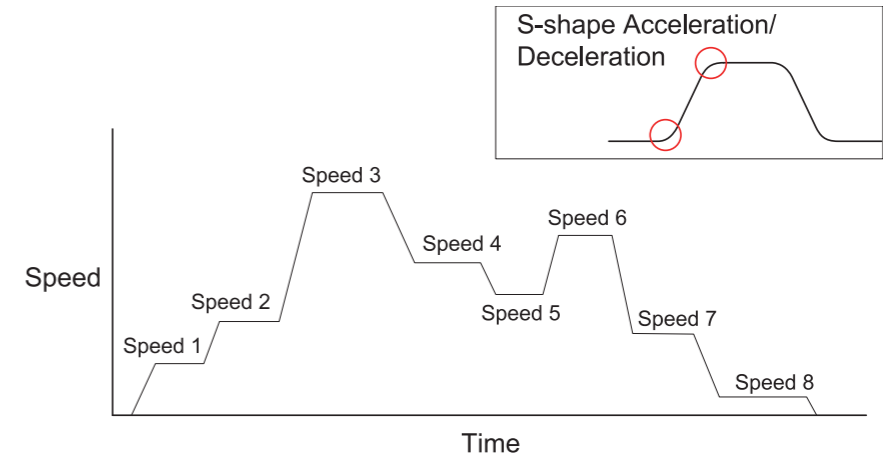 S-shape Acceleration/
Deceleration
Speed 3
Speed 6
Speed 4
Speed
Speed 2
Speed 5
Speed 7
Speed 1
Speed 8
Time